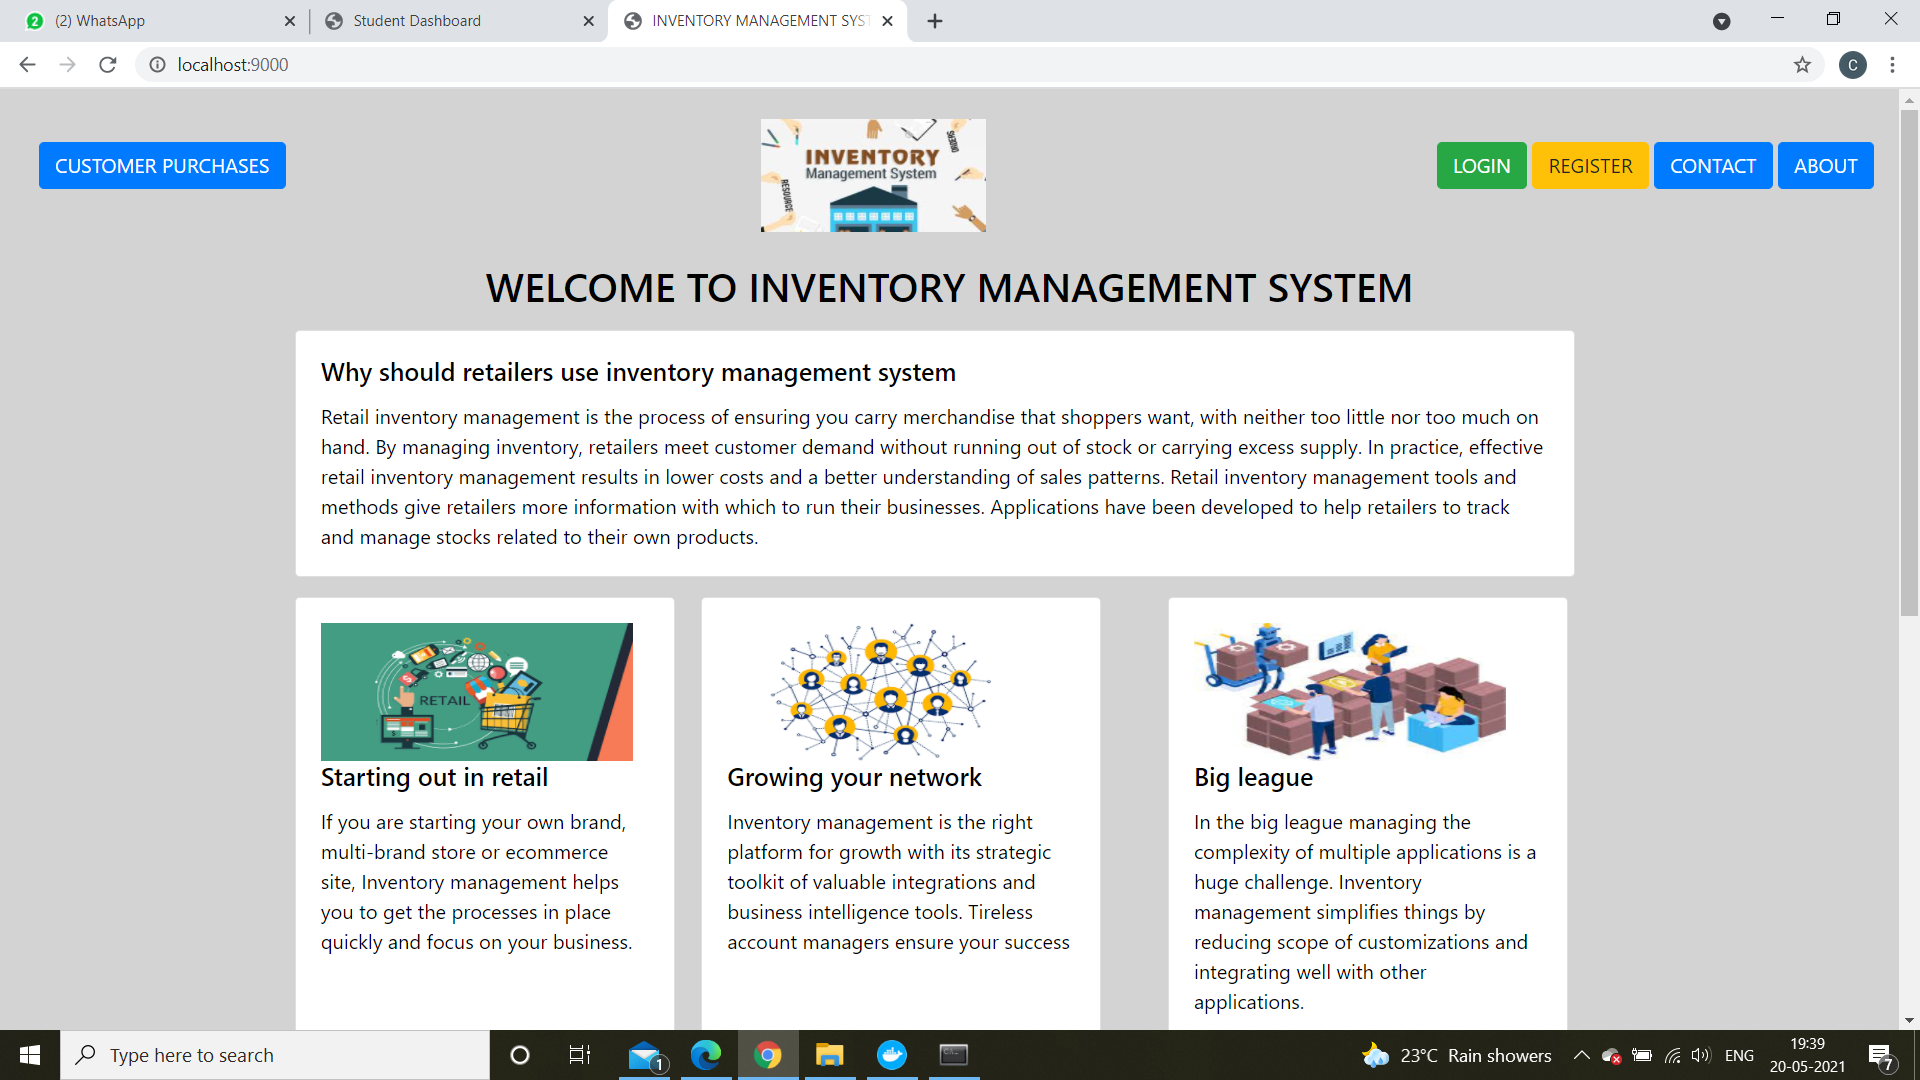 (2) WhatsApp
Student Dashboard
INVENTORY MANAGEMENT SYST
localhost:9000
C
CUSTOMER PURCHASES
INVENTORY
Management System
RESOURCE
LOGIN
REGISTER
CONTACT
ABOUT
WELCOME TO INVENTORY MANAGEMENT SYSTEM
Why should retailers use inventory management system
Retail inventory management is the process of ensuring you carry merchandise that shoppers want, with neither too little nor too much on
hand. By managing inventory, retailers meet customer demand without running out of stock or carrying excess supply. In practice, effective
retail inventory management results in lower costs and a better understanding of sales patterns. Retail inventory management tools and
methods give retailers more information with which to run their businesses. Applications have been developed to help retailers to track
and manage stocks related to their own products.
RETAIL
Starting out in retail
If you are starting your own brand,
multi-brand store or ecommerce
site, Inventory management helps
you to get the processes in place
quickly and focus on your business.
Growing your network
Inventory management is the right
platform for growth with its strategic
toolkit of valuable integrations and
business intelligence tools. Tireless
account managers ensure your success
Big league
In the big league managing the
complexity of multiple applications is a
huge challenge. Inventory
management simplifies things by
reducing scope of customizations and
integrating well with other
applications.
Type here to search
1
23°C Rain showers
ENG
19:39
20-05-2021
7